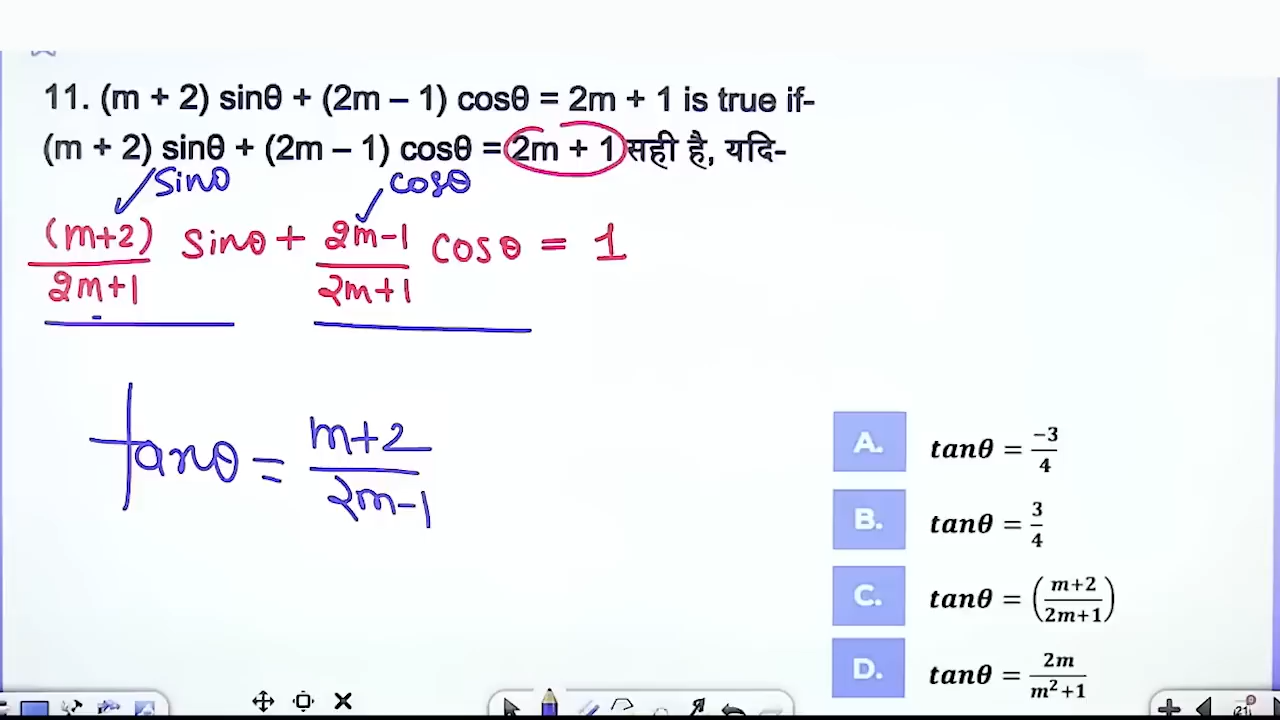 11. (m + 2) sinθ + (2m – 1) cosθ = 2m + 1 is true if-
(m + 2) sinθ + (2m – 1) cosθ = 2m + 1 सही है, यदि-
sinθ cosθ
(m+2)/2m+1 sinθ + 2m-1/2m+1 cosθ = 1
tanθ = m+2/2m-1
A. tanθ = −3/4
B. tanθ = 3/4
C. tanθ = (m+2/2m+1)
D. tanθ = 2m/m²+1
21